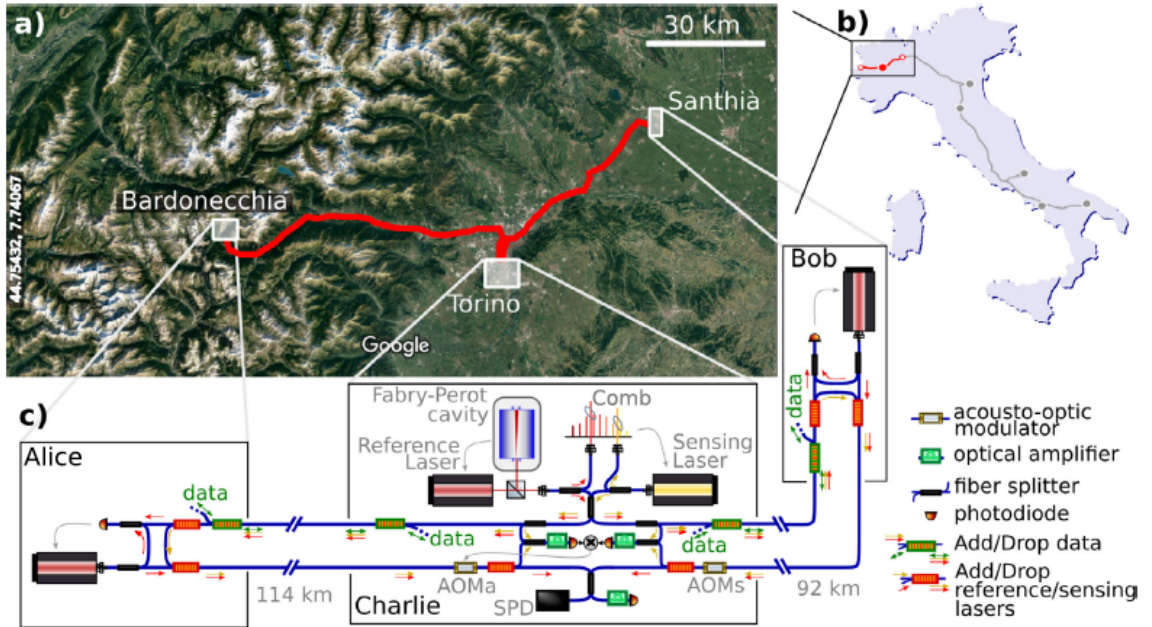 a)
30 km
b)
Santhià
Bardonecchia
44.75432, 7.74067
Torino
Google
Bob
data
c)
Fabry-Perot
cavity
Comb
Reference
Laser
Sensing
Laser
Alice
data
data
data
AOMa
AOMs
114 km
Charlie
SPD
92 km
acousto-optic
modulator
optical amplifier
fiber splitter
photodiode
Add/Drop data
Add/Drop
reference/sensing
lasers